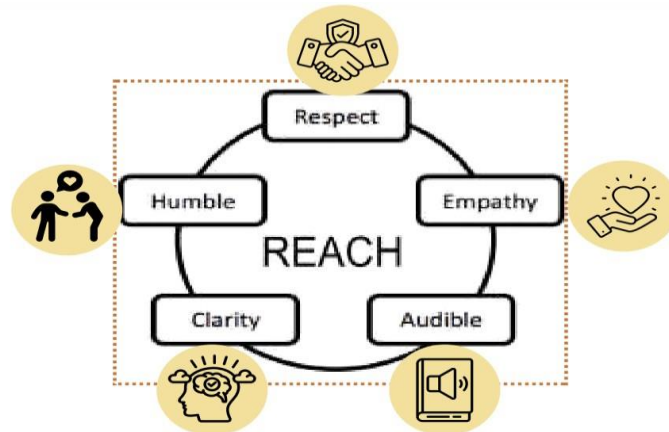 Respect
Humble
Empathy
REACH
Clarity
Audible